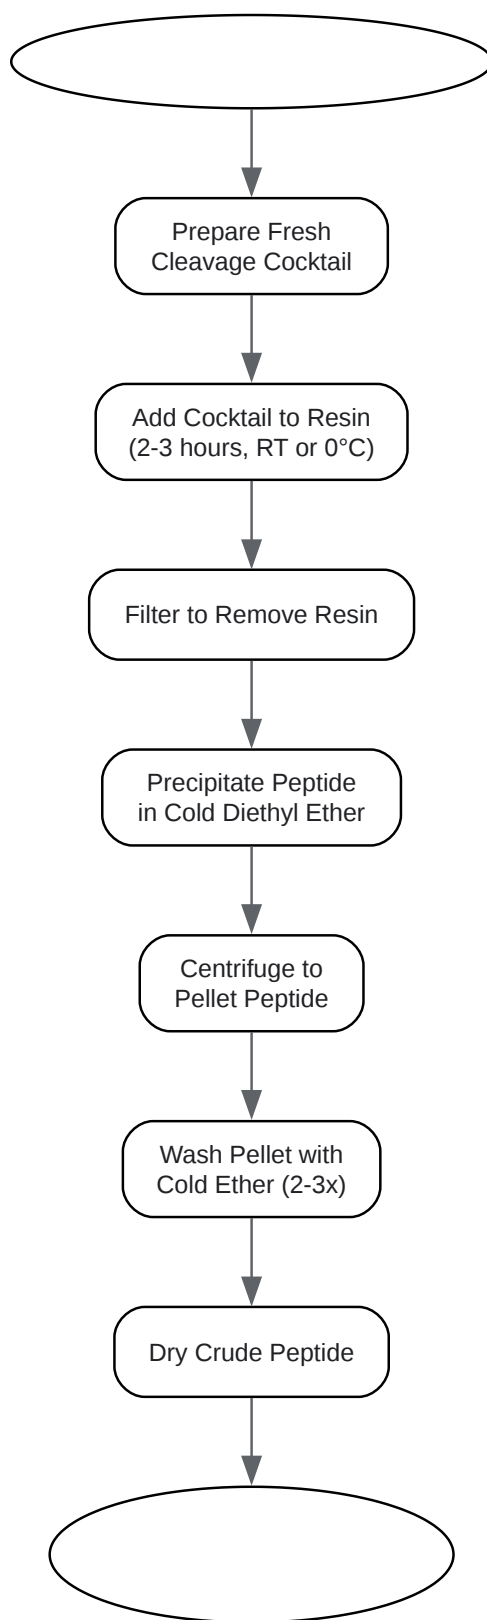 Prepare Fresh
Cleavage Cocktail
Add Cocktail to Resin
(2-3 hours, RT or 0°C)
Filter to Remove Resin
Precipitate Peptide
in Cold Diethyl Ether
Centrifuge to
Pellet Peptide
Wash Pellet with
Cold Ether (2-3x)
Dry Crude Peptide